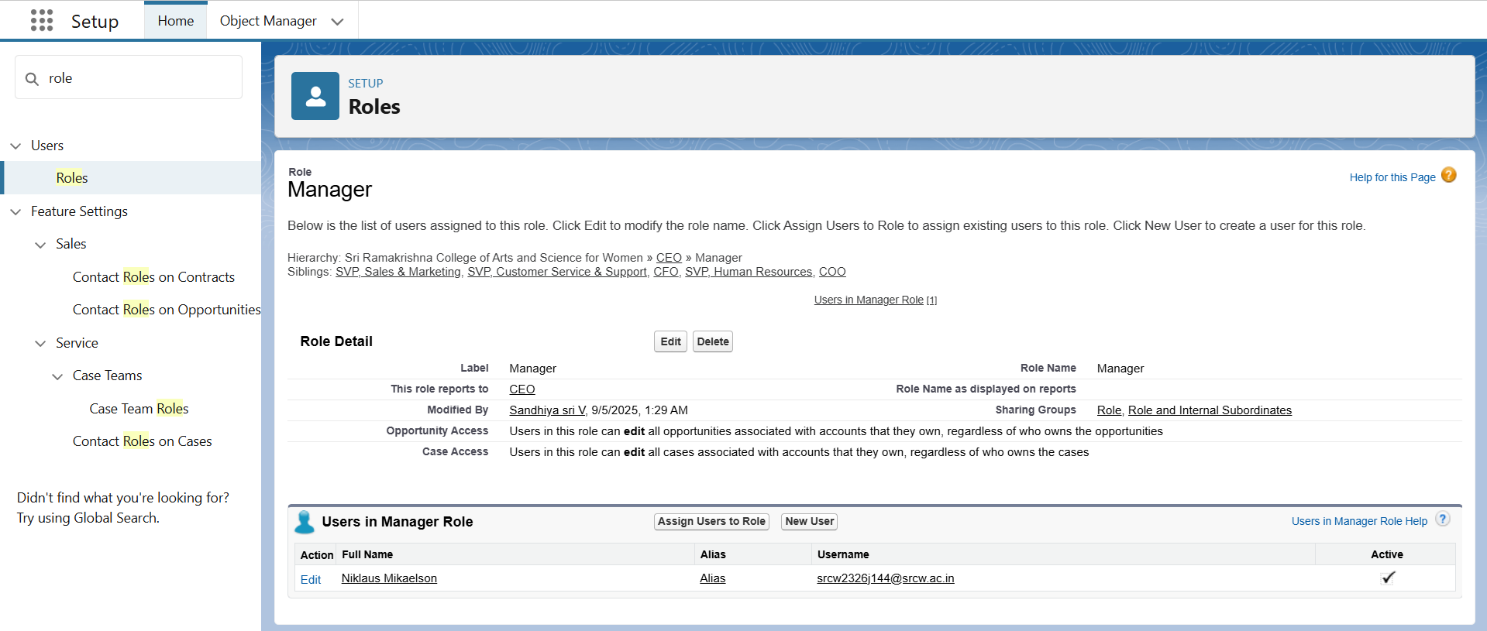 Setup
Home
Object Manager
role
Users
Roles
Feature Settings
Sales
Contact Roles on Contracts
Contact Roles on Opportunities
Service
Case Teams
Case Team Roles
Contact Roles on Cases
Didn't find what you're looking for?
Try using Global Search.
SETUP
Roles
Role
Manager
Help for this Page ?
Below is the list of users assigned to this role. Click Edit to modify the role name. Click Assign Users to Role to assign existing users to this role. Click New User to create a user for this role.
Hierarchy: Sri Ramakrishna College of Arts and Science for Women » CEO » Manager
Siblings: SVP, Sales & Marketing, SVP, Customer Service & Support, CFO, SVP, Human Resources, COO
Users in Manager Role [1]
Role Detail Edit Delete
Label Manager Role Name Manager
This role reports to CEO Role Name as displayed on reports
Modified By Sandhiya sri V, 9/5/2025, 1:29 AM Sharing Groups Role, Role and Internal Subordinates
Opportunity Access Users in this role can edit all opportunities associated with accounts that they own, regardless of who owns the opportunities
Case Access Users in this role can edit all cases associated with accounts that they own, regardless of who owns the cases
Users in Manager Role Assign Users to Role New User Users in Manager Role Help ?
Action Full Name Alias Username Active
Edit Niklaus Mikaelson Alias srcw2326j144@srcw.ac.in